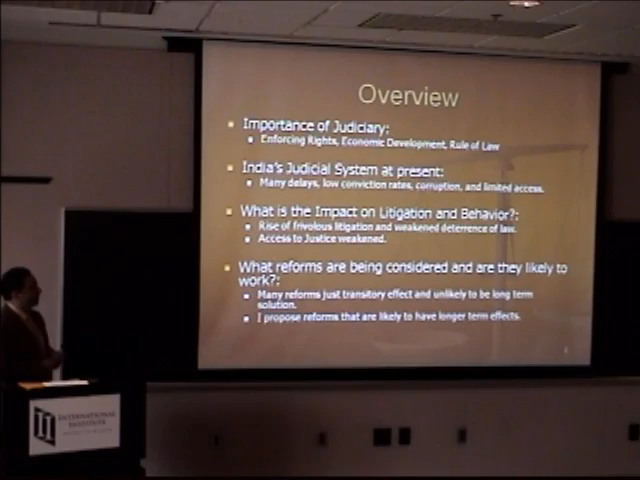 Overview
Importance of Judiciary:
Enforcing Rights, Economic Development, Rule of Law
India's Judicial System at present:
Many delays, low conviction rates, corruption, and limited access.
What is the Impact on Litigation and Behavior?:
Rise of frivolous litigation and weakened deterrence of law.
Access to Justice weakened.
What reforms are being considered and are they likely to
work?:
Many reforms just transitory effect and unlikely to be long term
solution.
I propose reforms that are likely to have longer term effects.
INTERNATIONAL
INSTITUTE